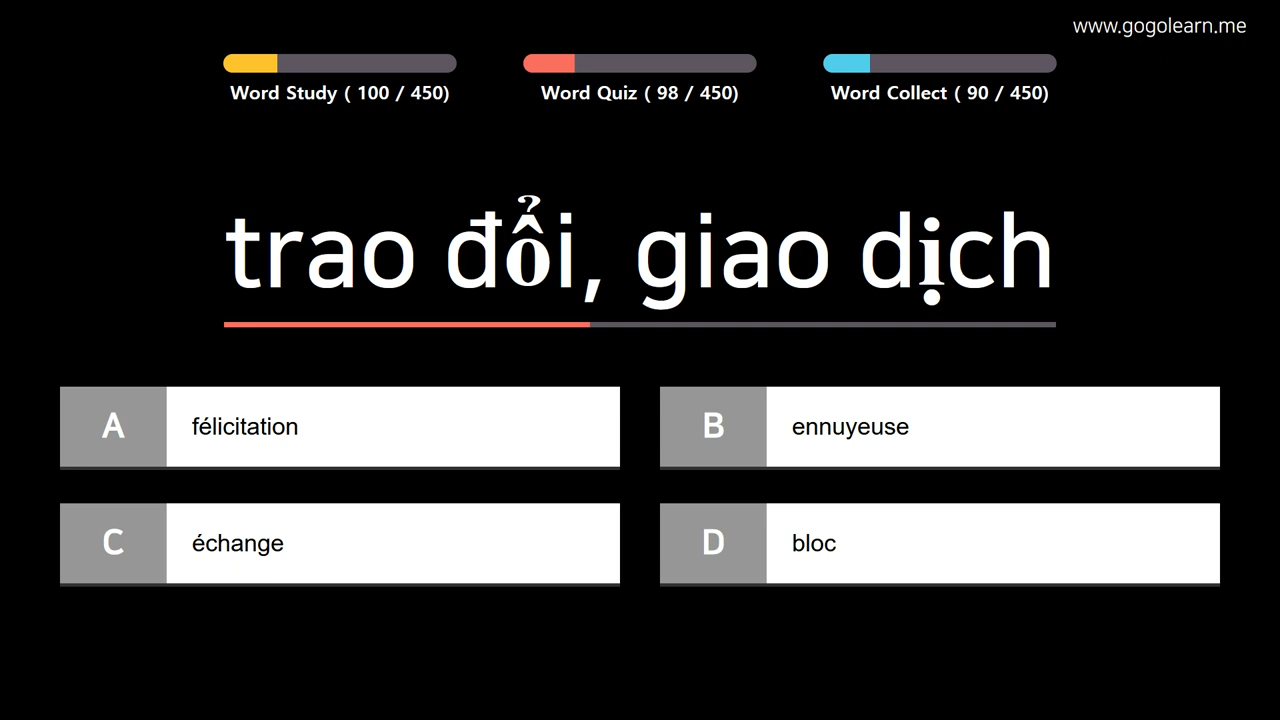 www.gogolearn.me
Word Study ( 100 / 450)
Word Quiz ( 98 / 450)
Word Collect ( 90 / 450)
trao đổi, giao dịch
A félicitation
B ennuyeuse
C échange
D bloc